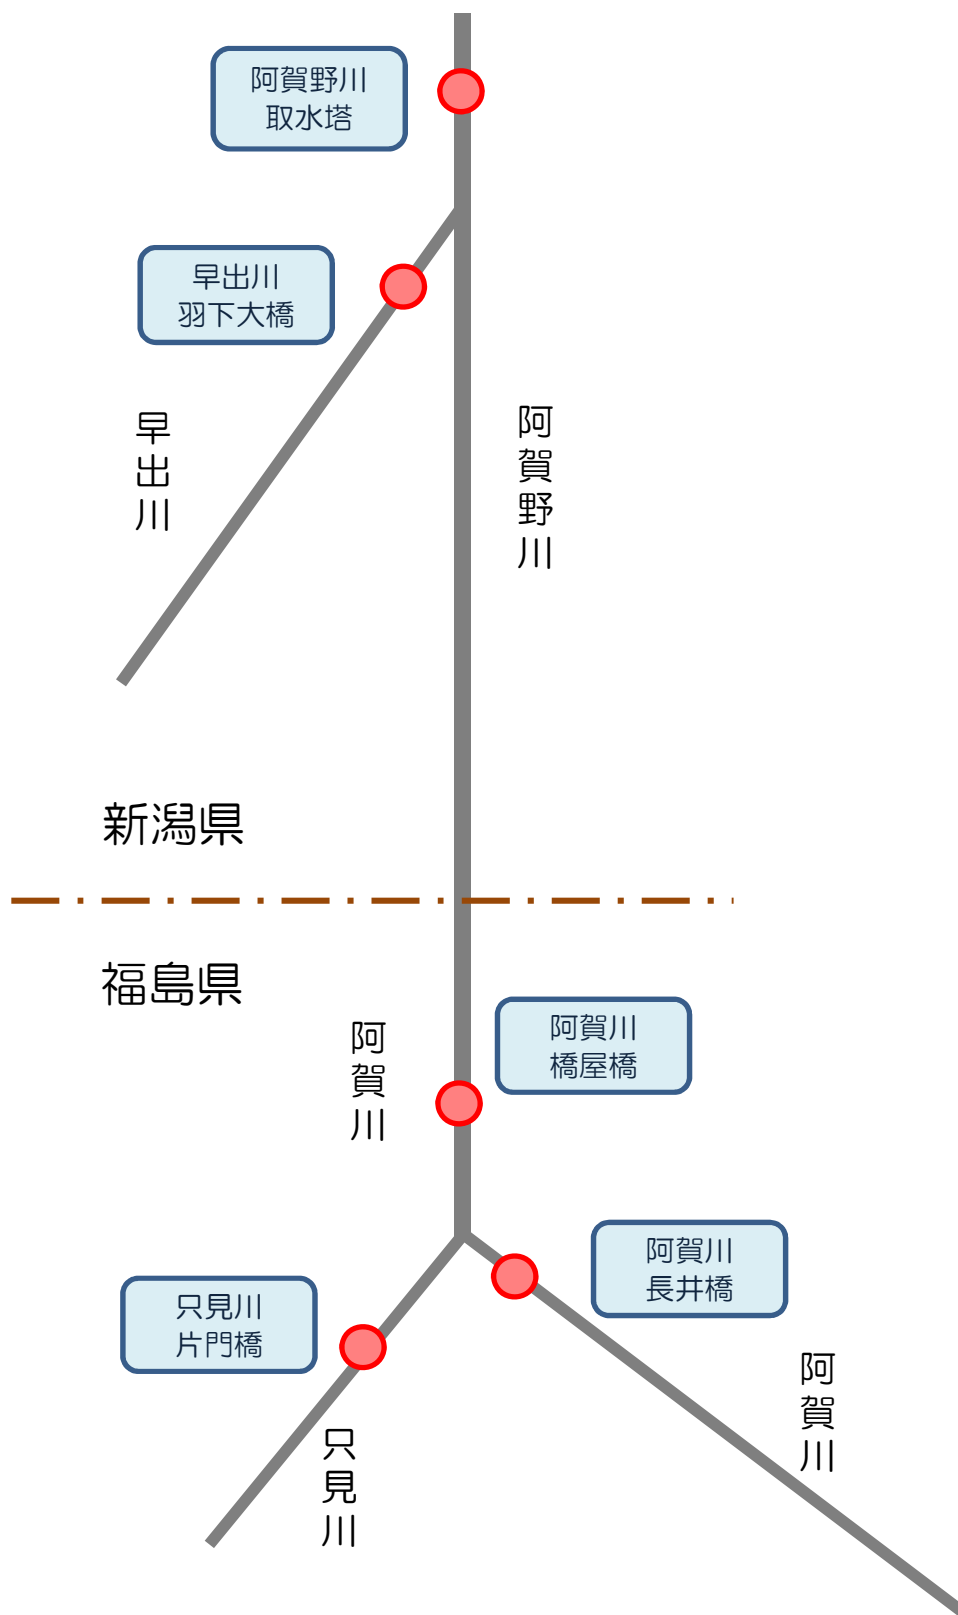 阿賀野川
取水塔
早出川
羽下大橋
早出川
阿賀野川
新潟県
福島県
阿賀川
橋屋橋
阿賀川
阿賀川
長井橋
只見川
片門橋
阿賀川
只見川